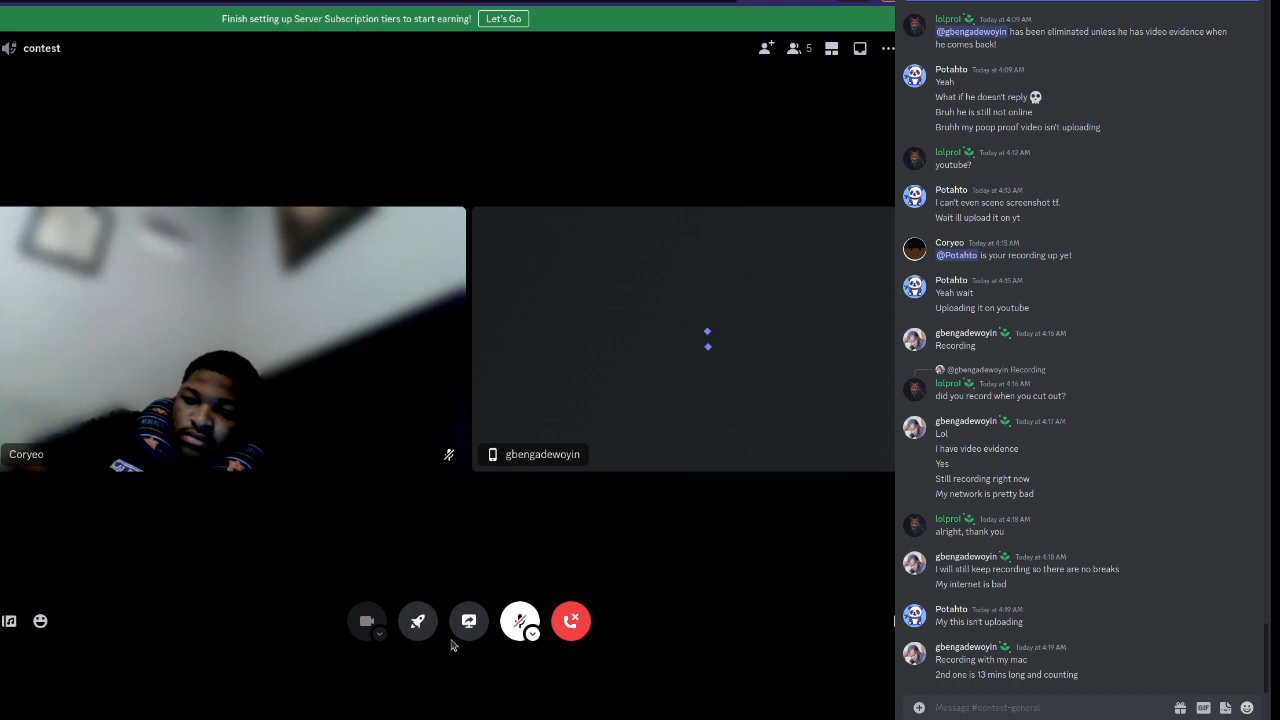 Finish setting up Server Subscription tiers to start earning!
Let's Go
contest
5
Coryeo
gbengadewoyin
lolprol Today at 4:09 AM
@gbengadewoyin has been eliminated unless he has video evidence when
he comes back!
Potahto Today at 4:09 AM
Yeah
What if he doesn't reply 💀
Bruh he is still not online
Bruhh my poop proof video isn't uploading
lolprol Today at 4:12 AM
youtube?
Potahto Today at 4:13 AM
I can't even scene screenshot tf.
Wait ill upload it on yt
Coryeo Today at 4:15 AM
@Potahto is your recording up yet
Potahto Today at 4:15 AM
Yeah wait
Uploading it on youtube
gbengadewoyin Today at 4:16 AM
Recording
@gbengadewoyin Recording
lolprol Today at 4:16 AM
did you record when you cut out?
gbengadewoyin Today at 4:17 AM
Lol
I have video evidence
Yes
Still recording right now
My network is pretty bad
lolprol Today at 4:18 AM
alright, thank you
gbengadewoyin Today at 4:18 AM
I will still keep recording so there are no breaks
My internet is bad
Potahto Today at 4:19 AM
My this isn't uploading
gbengadewoyin Today at 4:19 AM
Recording with my mac
2nd one is 13 mins long and counting
Message #contest-general
GIF